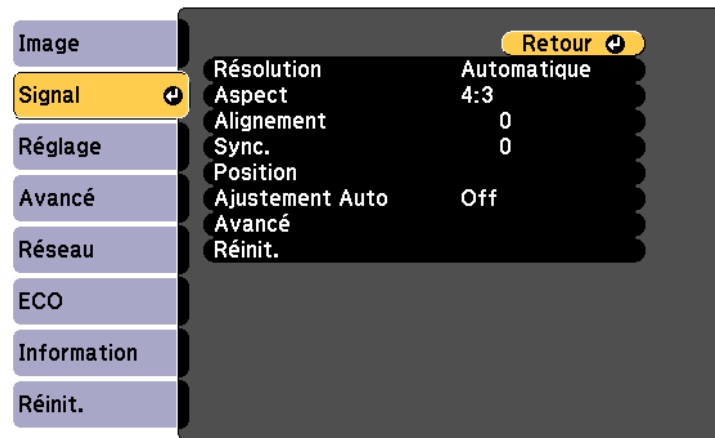 Image
Signal
Réglage
Avancé
Réseau
ECO
Information
Réinit.
Retour
Résolution Automatique
Aspect 4:3
Alignement 0
Sync. 0
Position
Ajustement Auto Off
Avancé
Réinit.